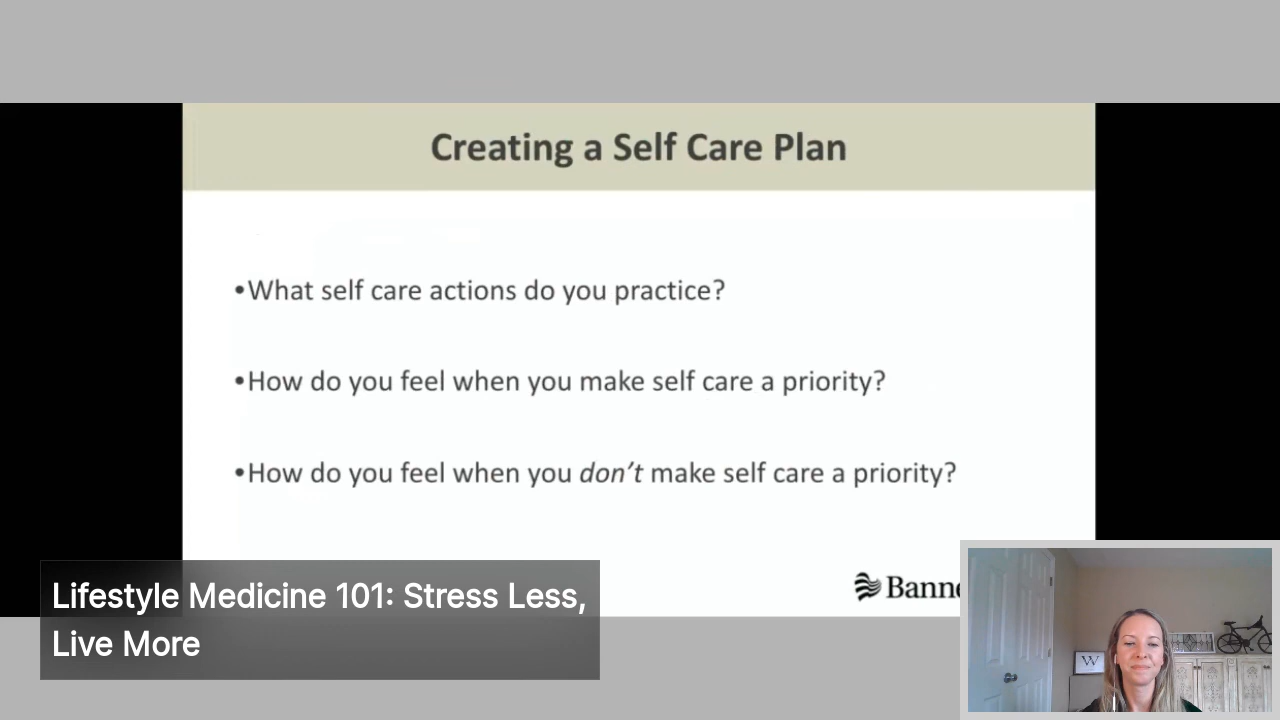 Creating a Self Care Plan
•What self care actions do you practice?
•How do you feel when you make self care a priority?
•How do you feel when you don't make self care a priority?
Lifestyle Medicine 101: Stress Less,
Live More
W